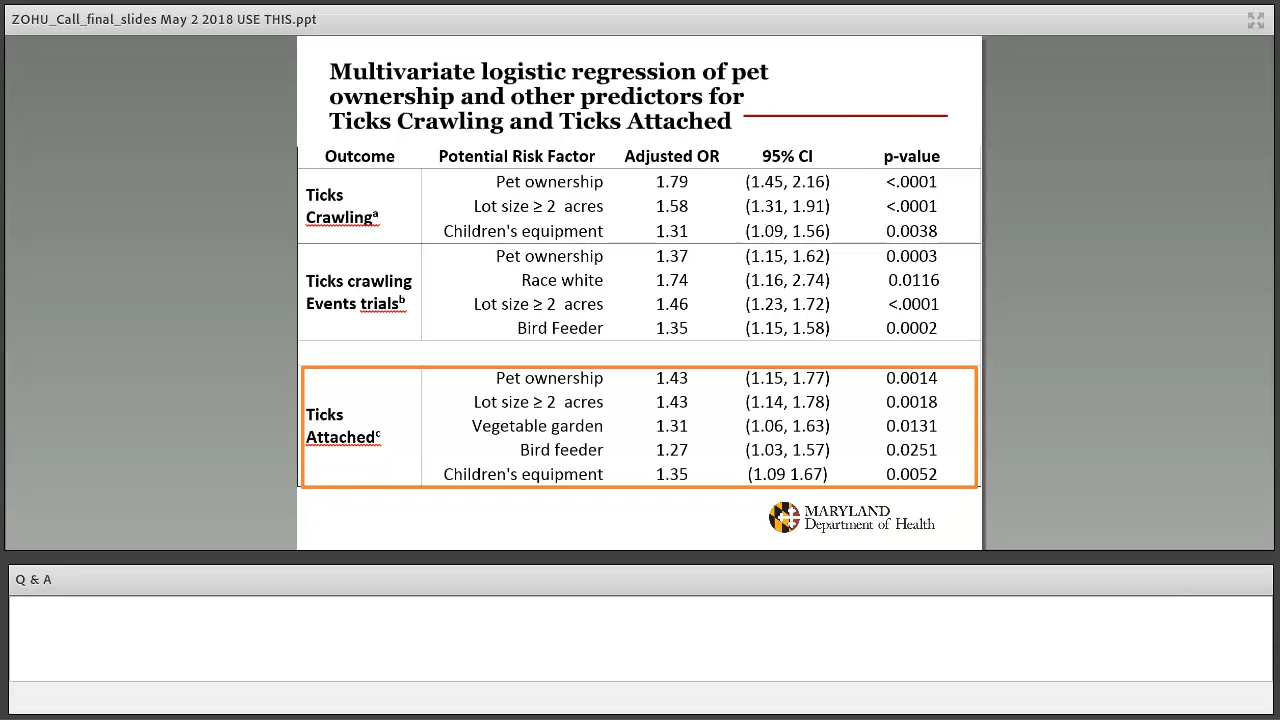 ZOHU_Call_final_slides May 2 2018 USE THIS.ppt
Multivariate logistic regression of pet
ownership and other predictors for
Ticks Crawling and Ticks Attached
Outcome Potential Risk Factor Adjusted OR 95% CI p-value
Ticks
Crawlingᵃ
Pet ownership 1.79 (1.45, 2.16) <.0001
Lot size ≥ 2 acres 1.58 (1.31, 1.91) <.0001
Children's equipment 1.31 (1.09, 1.56) 0.0038
Ticks crawling
Events trialsᵇ
Pet ownership 1.37 (1.15, 1.62) 0.0003
Race white 1.74 (1.16, 2.74) 0.0116
Lot size ≥ 2 acres 1.46 (1.23, 1.72) <.0001
Bird Feeder 1.35 (1.15, 1.58) 0.0002
Ticks
Attachedᶜ
Pet ownership 1.43 (1.15, 1.77) 0.0014
Lot size ≥ 2 acres 1.43 (1.14, 1.78) 0.0018
Vegetable garden 1.31 (1.06, 1.63) 0.0131
Bird feeder 1.27 (1.03, 1.57) 0.0251
Children's equipment 1.35 (1.09 1.67) 0.0052
MARYLAND
Department of Health
Q & A